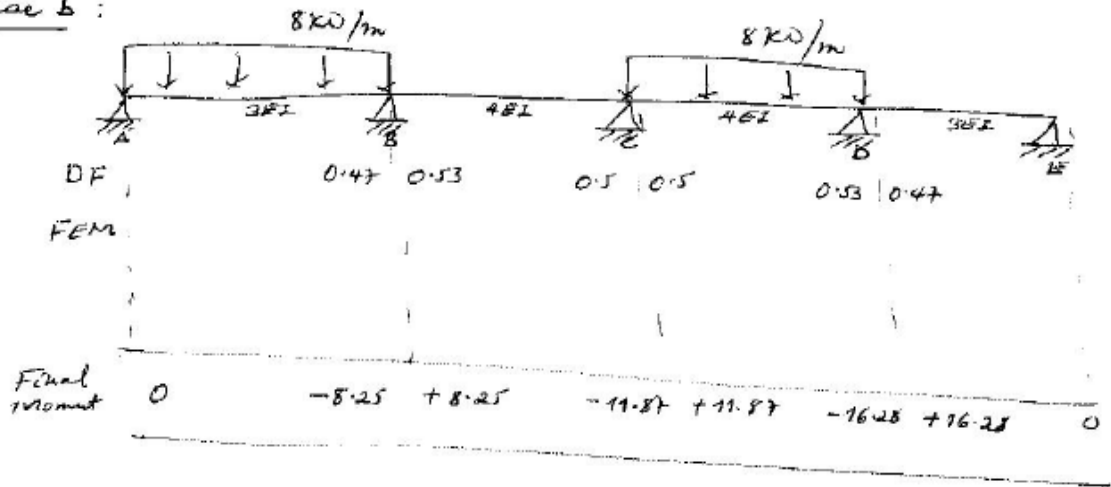 8 KN/m 8 KN/m
3EI 4EI 4EI 3EI
A B C D E
DF 0.47 0.53 0.5 0.5 0.53 0.47
FEM
Final moment 0 -8.25 +8.25 -11.87 +11.87 -16.28 +16.28 0